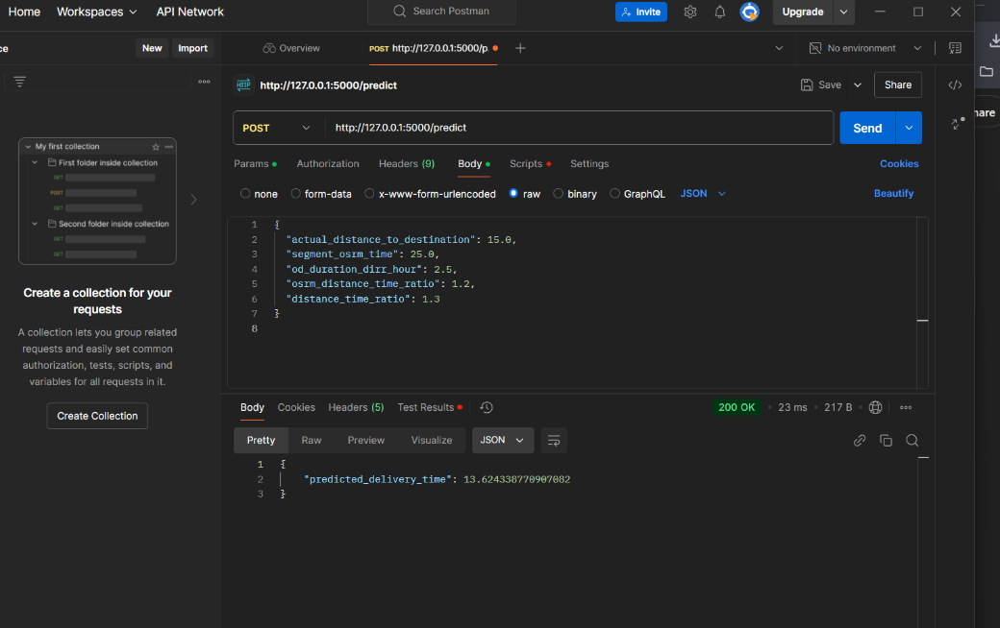 Home Workspaces API Network Search Postman Invite Upgrade
ce New Import Overview POST http://127.0.0.1:5000/p. No environment
HTTP http://127.0.0.1:5000/predict Save Share
POST http://127.0.0.1:5000/predict Send
Params Authorization Headers (9) Body Scripts Settings Cookies
none form-data x-www-form-urlencoded raw binary GraphQL JSON Beautify
1 {
2 "actual_distance_to_destination": 15.0,
3 "segment_osrm_time": 25.0,
4 "od_duration_dirr_hour": 2.5,
5 "osrm_distance_time_ratio": 1.2,
6 "distance_time_ratio": 1.3
7 }
8
My first collection
First folder inside collection
GET
POST
GET
Second folder inside collection
GET
GET
Create a collection for your
requests
A collection lets you group related
requests and easily set common
authorization, tests, scripts, and
variables for all requests in it.
Create Collection
Body Cookies Headers (5) Test Results 200 OK 23 ms 217 B
Pretty Raw Preview Visualize JSON
1 {
2 "predicted_delivery_time": 13.624338770907082
3 }
hare